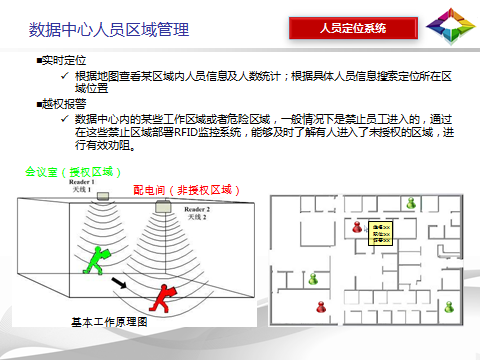 数据中心人员区域管理
人员定位系统
■实时定位
✓ 根据地图查看某区域内人员信息及人数统计；根据具体人员信息搜索定位所在区
域位置
■越权报警
✓ 数据中心内的某些工作区域或者危险区域，一般情况下是禁止员工进入的，通过
在这些禁止区域部署RFID监控系统，能够及时了解有人进入了未授权的区域，进
行有效劝阻。
会议室（授权区域）
Reader 1
天线 1
配电间（非授权区域）
Reader 2
天线 2
基本工作原理图